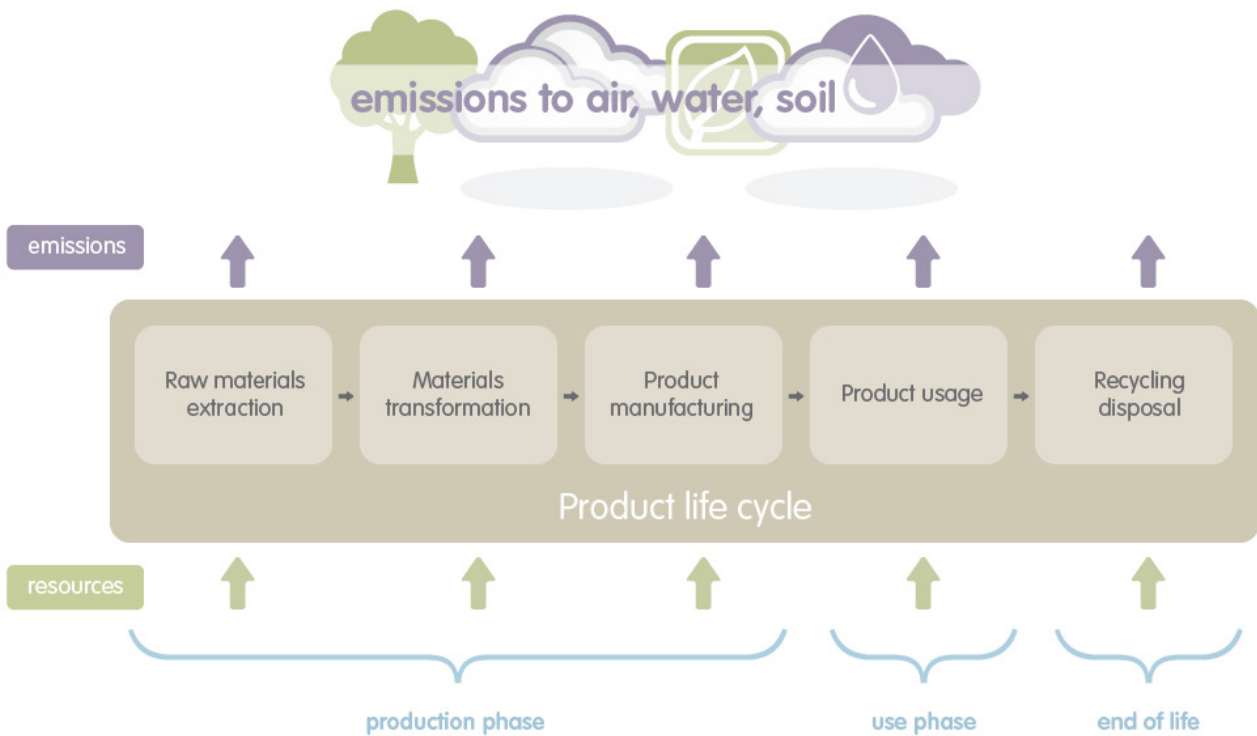 emissions to air, water, soil
emissions
Raw materials
extraction
Materials
transformation
Product
manufacturing
Product usage
Recycling
disposal
Product life cycle
resources
production phase
use phase
end of life